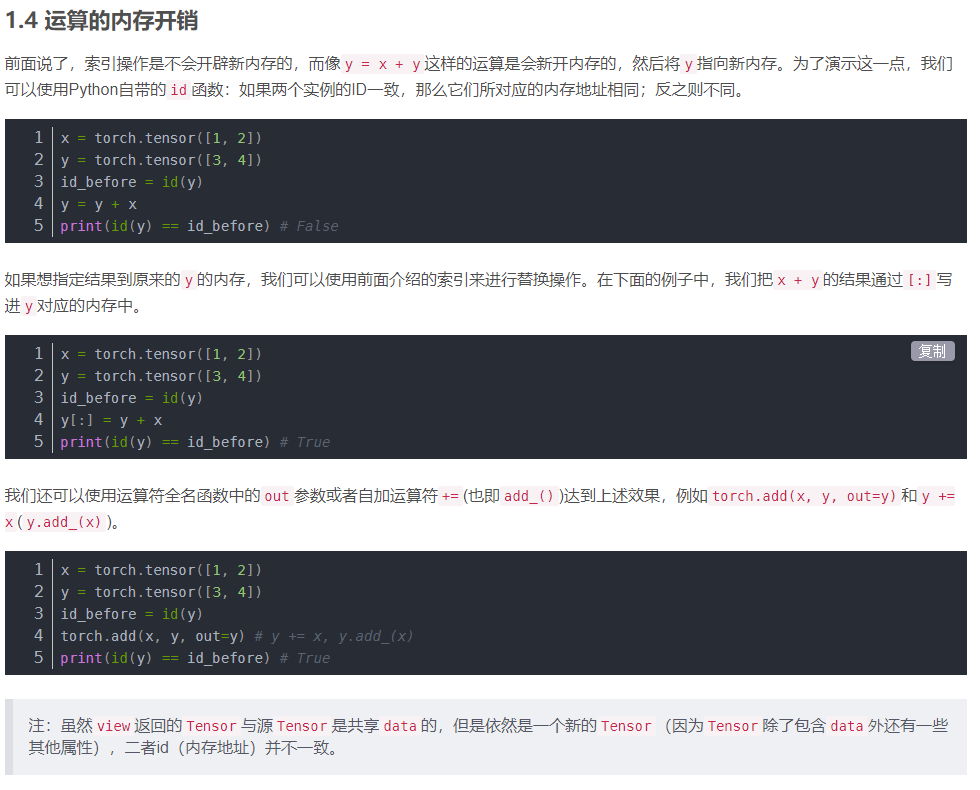 1.4 运算的内存开销
前面说了，索引操作是不会开辟新内存的，而像 y = x + y 这样的运算是会新开内存的，然后将 y 指向新内存。为了演示这一点，我们
可以使用Python自带的 id 函数：如果两个实例的ID一致，那么它们所对应的内存地址相同；反之则不同。
1 x = torch.tensor([1, 2])
2 y = torch.tensor([3, 4])
3 id_before = id(y)
4 y = y + x
5 print(id(y) == id_before) # False
如果想指定结果到原来的 y 的内存，我们可以使用前面介绍的索引来进行替换操作。在下面的例子中，我们把 x + y 的结果通过 [:] 写
进 y 对应的内存中。
复制
1 x = torch.tensor([1, 2])
2 y = torch.tensor([3, 4])
3 id_before = id(y)
4 y[:] = y + x
5 print(id(y) == id_before) # True
我们还可以使用运算符全名函数中的 out 参数或者自加运算符 += (也即 add_() )达到上述效果，例如 torch.add(x, y, out=y) 和 y +=
x ( y.add_(x) )。
1 x = torch.tensor([1, 2])
2 y = torch.tensor([3, 4])
3 id_before = id(y)
4 torch.add(x, y, out=y) # y += x, y.add_(x)
5 print(id(y) == id_before) # True
注：虽然 view 返回的 Tensor 与源 Tensor 是共享 data 的，但是依然是一个新的 Tensor （因为 Tensor 除了包含 data 外还有一些
其他属性），二者id（内存地址）并不一致。